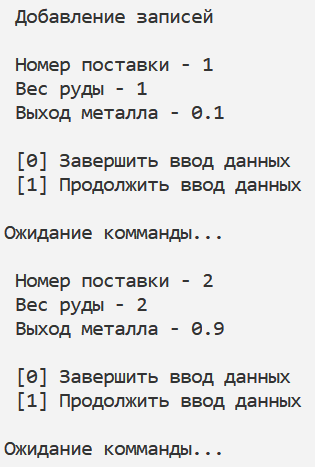 Добавление записей
Номер поставки - 1
Вес руды - 1
Выход металла - 0.1
[0] Завершить ввод данных
[1] Продолжить ввод данных
Ожидание комманды...
Номер поставки - 2
Вес руды - 2
Выход металла - 0.9
[0] Завершить ввод данных
[1] Продолжить ввод данных
Ожидание комманды...